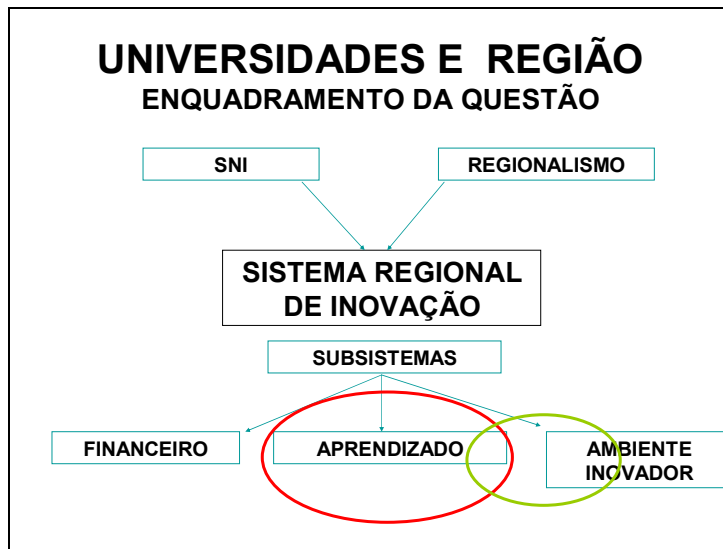 UNIVERSIDADES E REGIÃO
ENQUADRAMENTO DA QUESTÃO
SNI
REGIONALISMO
SISTEMA REGIONAL
DE INOVAÇÃO
SUBSISTEMAS
FINANCEIRO
APRENDIZADO
AMBIENTE
INOVADOR